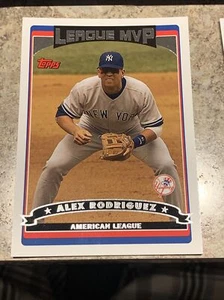 LEAGUE MVP
Topps
NEW YORK
ALEX RODRIGUEZ
AMERICAN LEAGUE